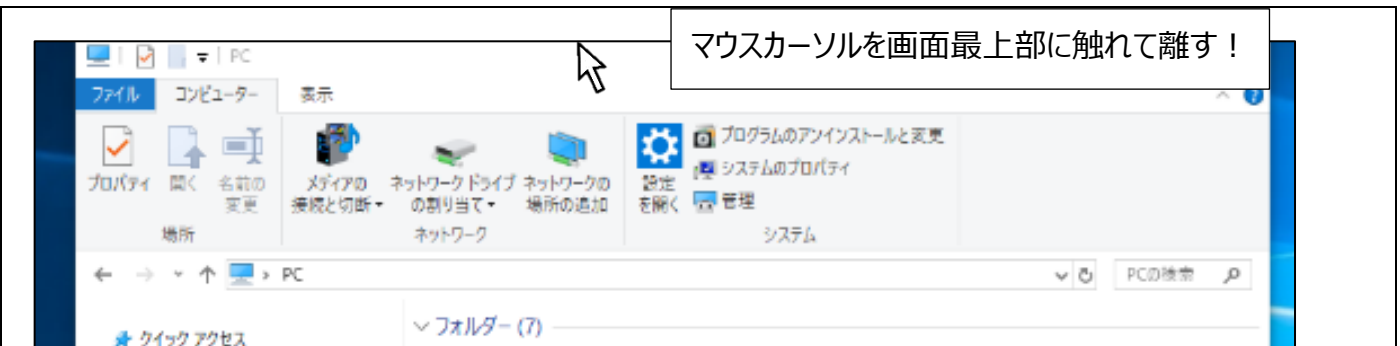 マウスカーソルを画面最上部に触れて離す！
PC
ファイル コンピューター 表示
プロパティ 開く 名前の変更
場所
メディアの接続と切断 ネットワーク ドライブの割り当て ネットワークの場所の追加
ネットワーク
設定を開く
プログラムのアンインストールと変更
システムのプロパティ
管理
システム
PC
PCの検索
クイック アクセス
フォルダー (7)